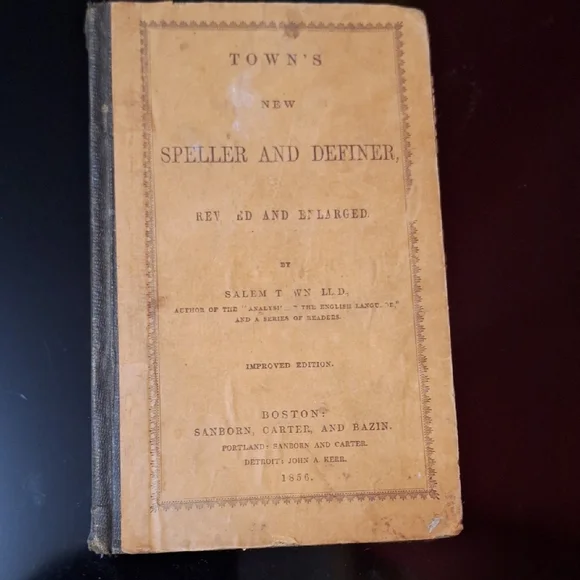 TOWN'S
NEW
SPELLER AND DEFINER,
AND ENLARGED.
BY
SALEM
AUTHOR OF THE THE ENGLISH
AND A SERIES OF READERS.
IMPROVED EDITION.
BOSTON:
SANBORN, CARTER, AND BAZIN.
PORTLAND: SANBORN AND CARTER.
DETROIT: JOHN A. KERR.
1856.